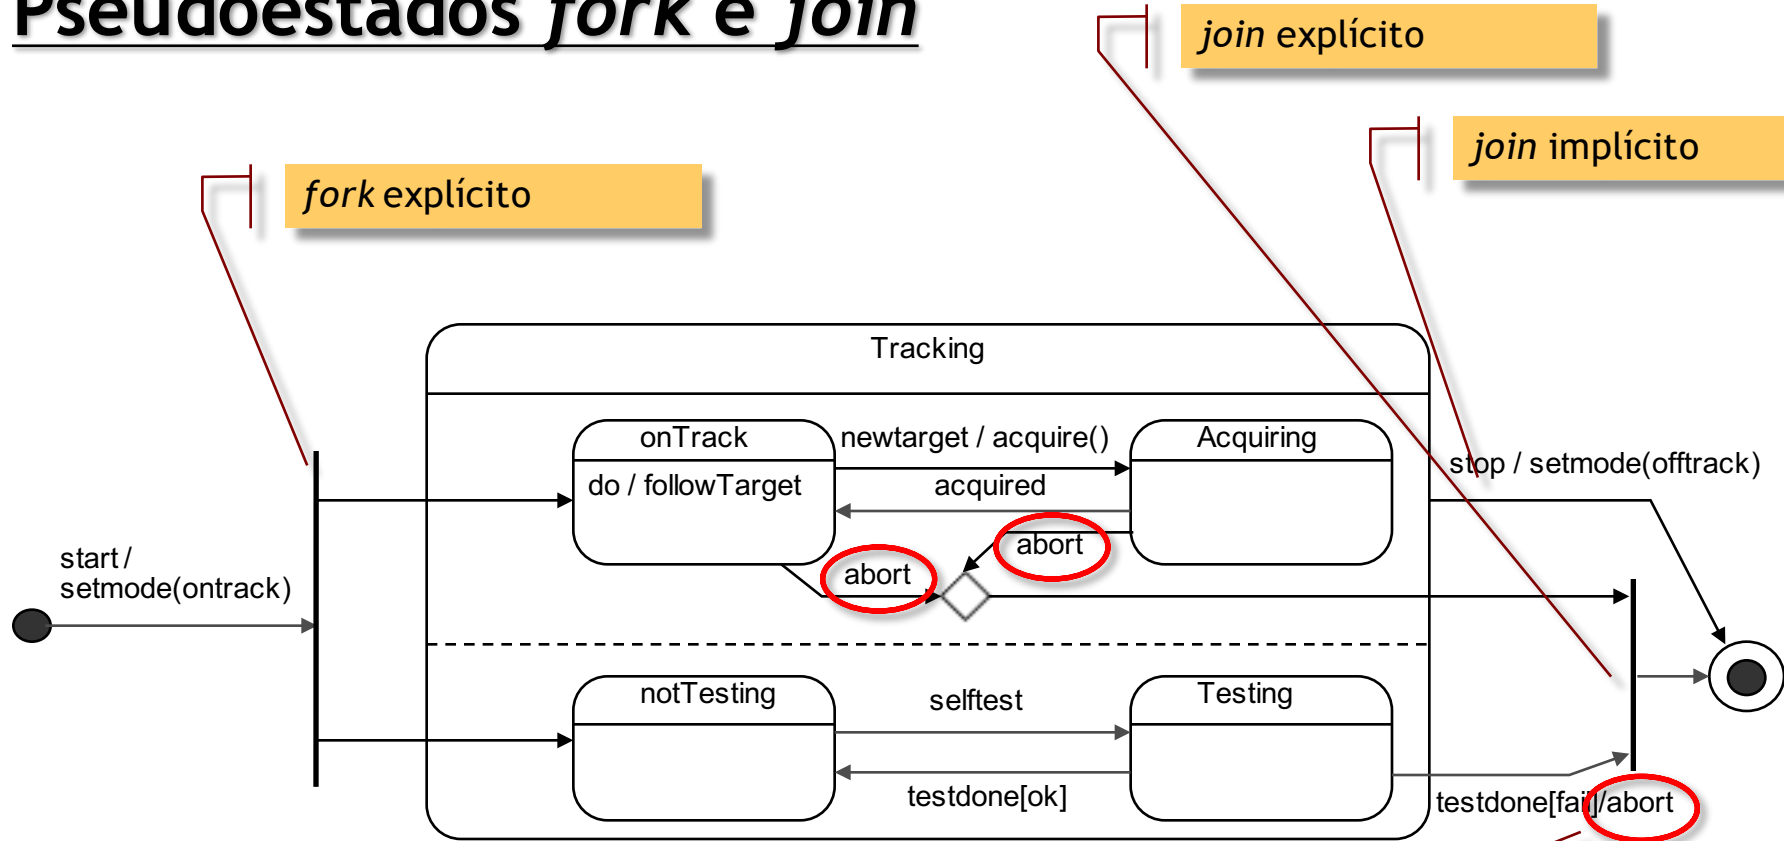 Pseudoestados fork e join
join explícito
join implícito
fork explícito
Tracking
onTrack
newtarget / acquire()
Acquiring
stop / setmode(offtrack)
do / followTarget
acquired
abort
abort
start /
setmode(ontrack)
notTesting
selftest
Testing
testdone[ok]
testdone[fail]/abort